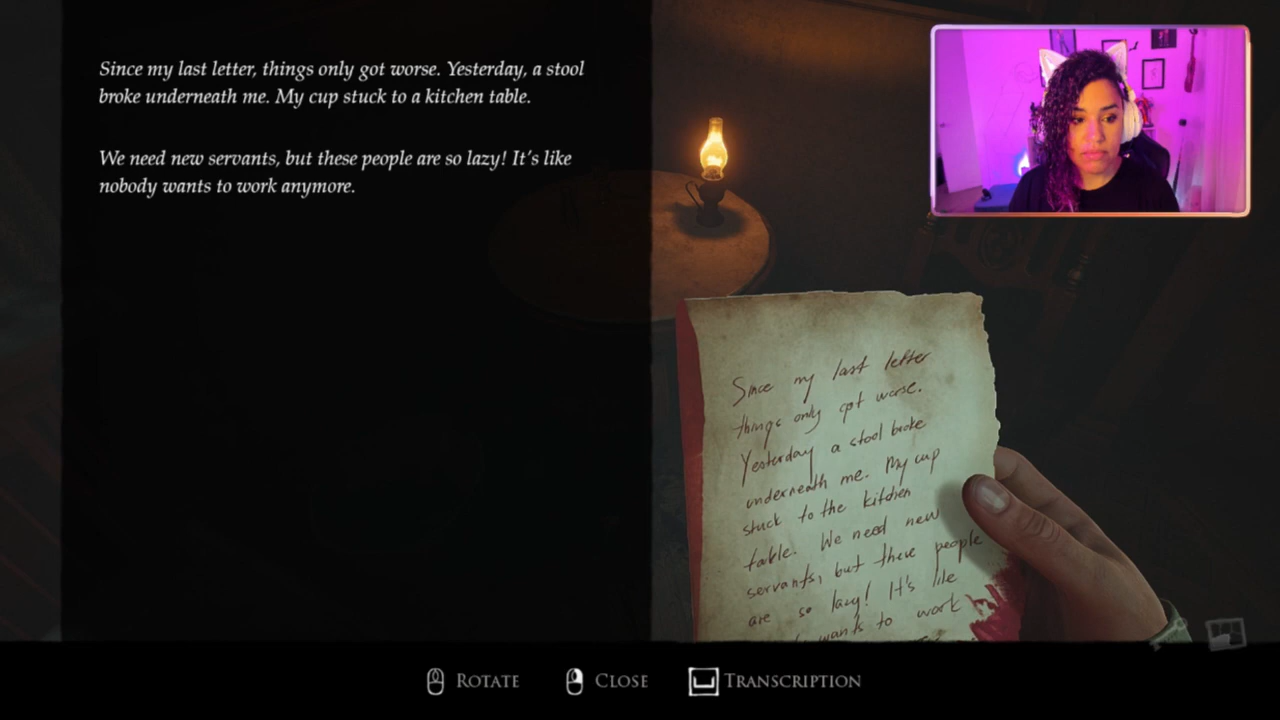 Since my last letter, things only got worse. Yesterday, a stool
broke underneath me. My cup stuck to a kitchen table.
We need new servants, but these people are so lazy! It's like
nobody wants to work anymore.
Since my last letter
things only got worse.
Yesterday a stool broke
underneath me. My cup
stuck to the kitchen
table. We need new
servants, but these people
are so lazy! It's like
wants to work
ROTATE
CLOSE
TRANSCRIPTION